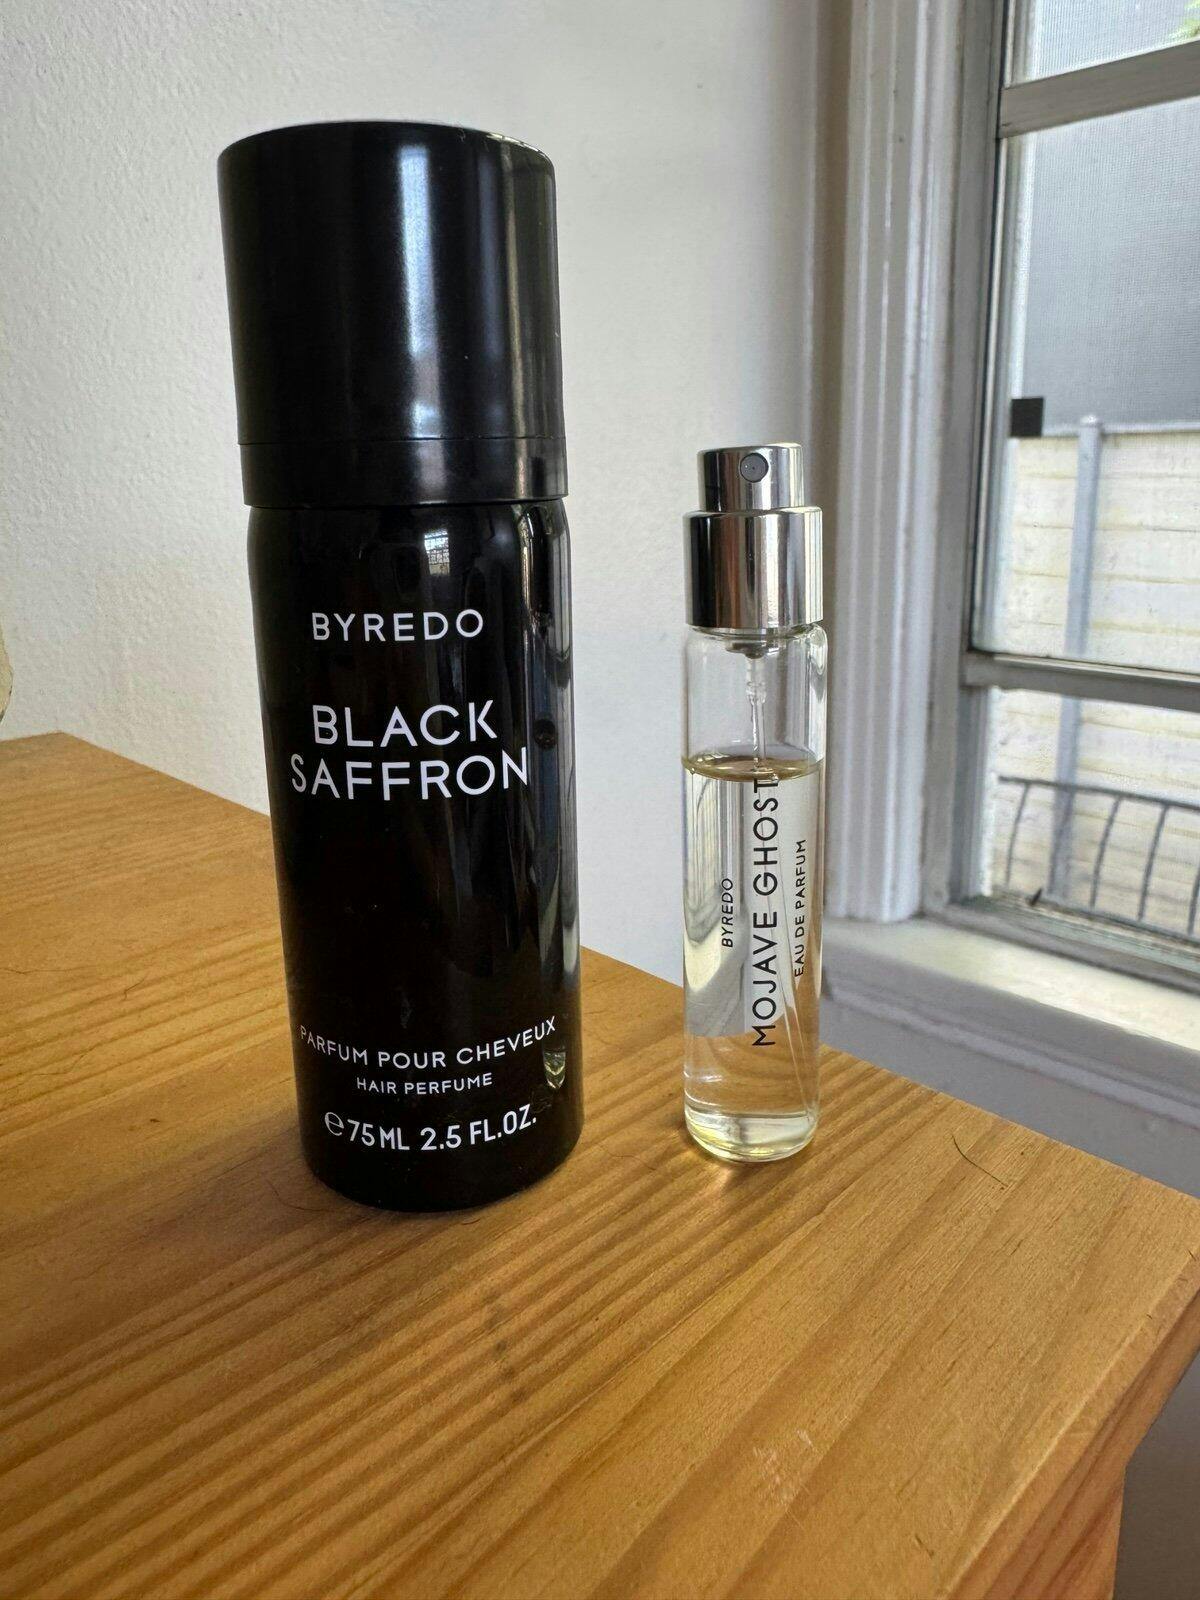 BYREDO
BLACK
SAFFRON
PARFUM POUR CHEVEUX
HAIR PERFUME
℮75ML 2.5 FL.OZ.
BYREDO
MOJAVE GHOST
EAU DE PARFUM